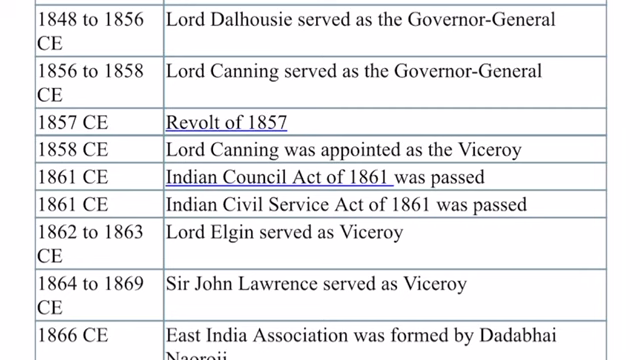 1848 to 1856 Lord Dalhousie served as the Governor-General
CE
1856 to 1858 Lord Canning served as the Governor-General
CE
1857 CE Revolt of 1857
1858 CE Lord Canning was appointed as the Viceroy
1861 CE Indian Council Act of 1861 was passed
1861 CE Indian Civil Service Act of 1861 was passed
1862 to 1863 Lord Elgin served as Viceroy
CE
1864 to 1869 Sir John Lawrence served as Viceroy
CE
1866 CE East India Association was formed by Dadabhai
Naoroji